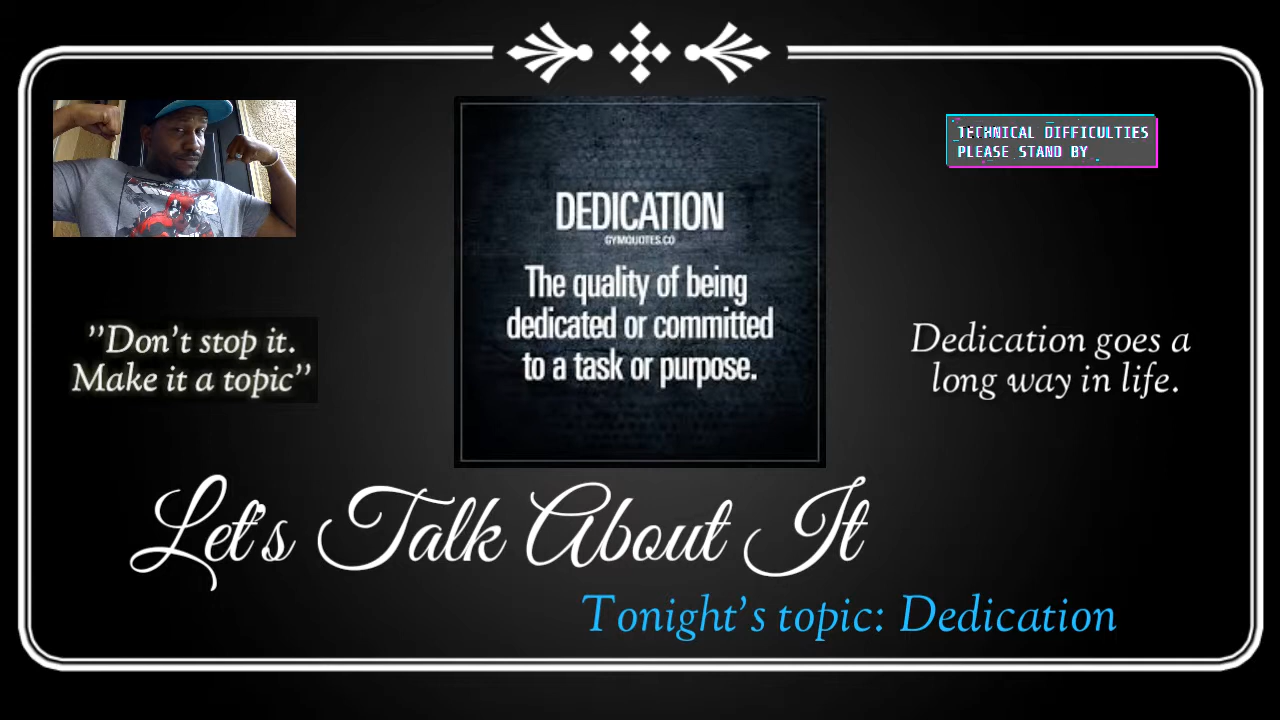 TECHNICAL DIFFICULTIES
PLEASE STAND BY
DEDICATION
GYMQUOTES.CO
The quality of being
dedicated or committed
to a task or purpose.
"Don't stop it.
Make it a topic"
Dedication goes a
long way in life.
Let's Talk About It
Tonight's topic: Dedication